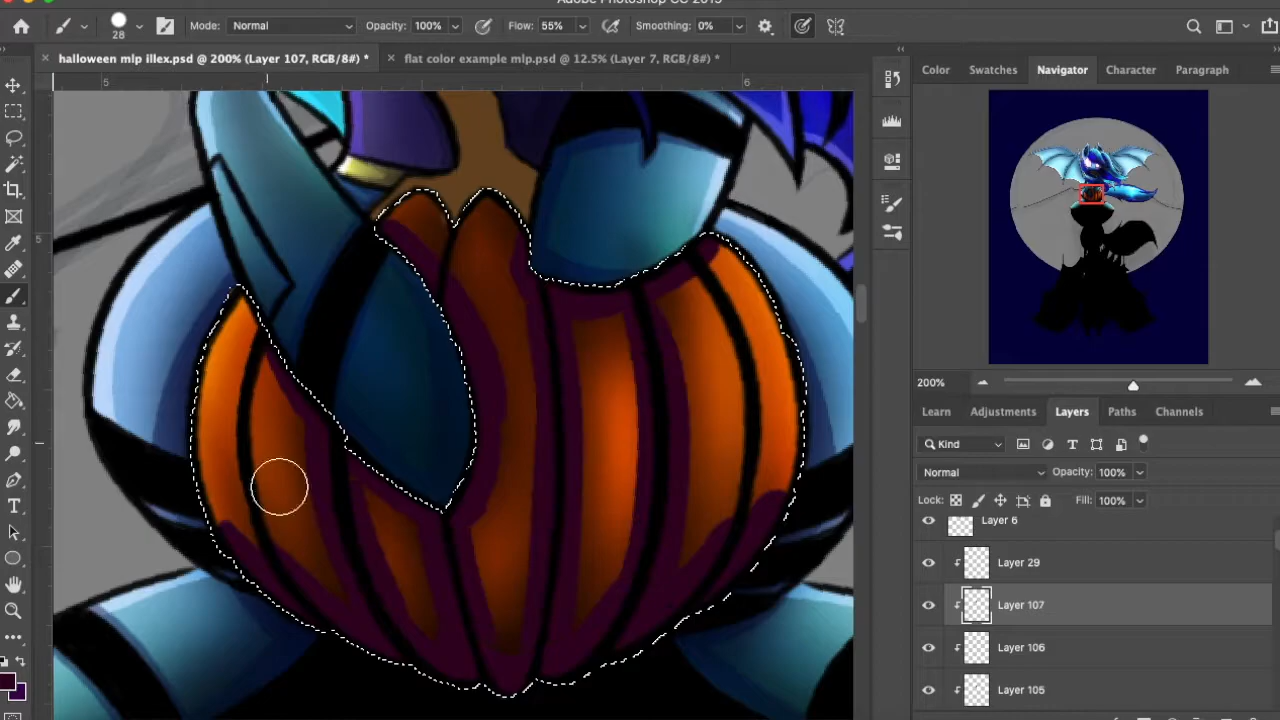 Adobe Photoshop CC 2019
28 Mode: Normal Opacity: 100% Flow: 55% Smoothing: 0%
halloween mlp illex.psd @ 200% (Layer 107, RGB/8#) * flat color example mlp.psd @ 12.5% (Layer 7, RGB/8#) *
Color Swatches Navigator Character Paragraph
5 6
5
200%
Learn Adjustments Layers Paths Channels
Kind
Normal Opacity: 100%
Lock: Fill: 100%
Layer 6
Layer 29
Layer 107
Layer 106
Layer 105